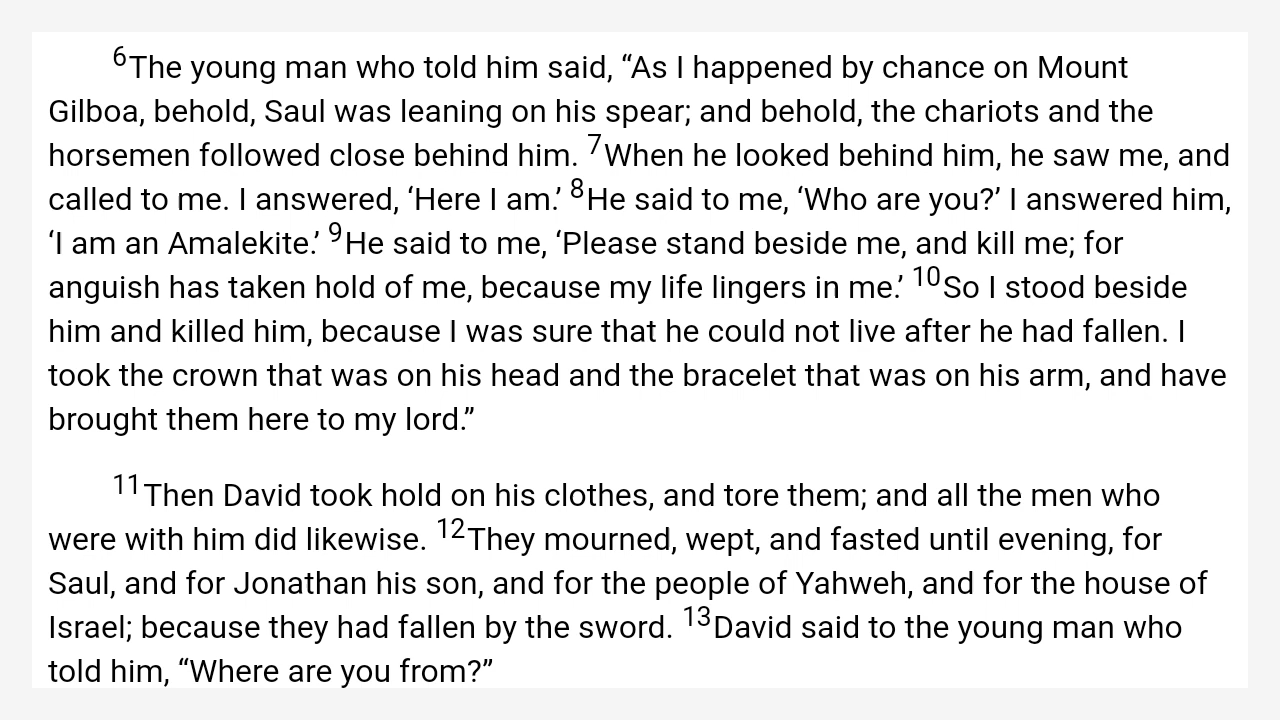 6The young man who told him said, “As I happened by chance on Mount
Gilboa, behold, Saul was leaning on his spear; and behold, the chariots and the
horsemen followed close behind him. 7When he looked behind him, he saw me, and
called to me. I answered, ‘Here I am.’ 8He said to me, ‘Who are you?’ I answered him,
‘I am an Amalekite.’ 9He said to me, ‘Please stand beside me, and kill me; for
anguish has taken hold of me, because my life lingers in me.’ 10So I stood beside
him and killed him, because I was sure that he could not live after he had fallen. I
took the crown that was on his head and the bracelet that was on his arm, and have
brought them here to my lord.”
11Then David took hold on his clothes, and tore them; and all the men who
were with him did likewise. 12They mourned, wept, and fasted until evening, for
Saul, and for Jonathan his son, and for the people of Yahweh, and for the house of
Israel; because they had fallen by the sword. 13David said to the young man who
told him, “Where are you from?”